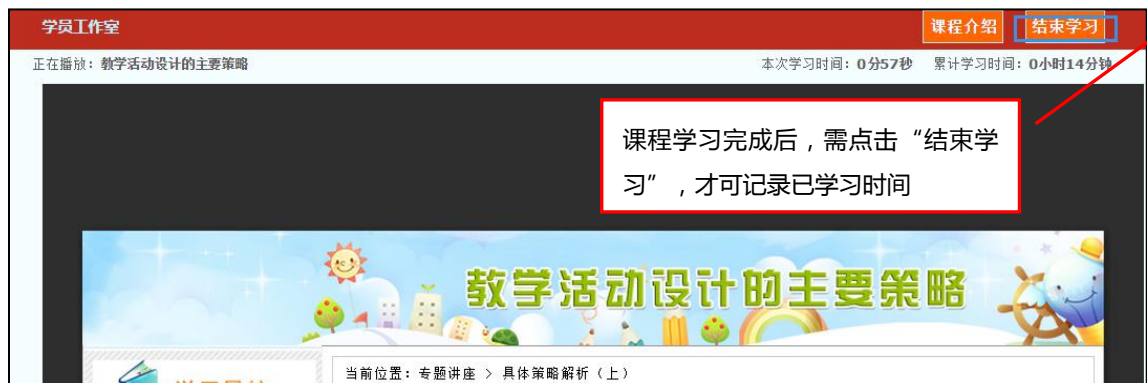 学员工作室 课程介绍 结束学习
正在播放：教学活动设计的主要策略 本次学习时间：0分57秒 累计学习时间：0小时14分钟
课程学习完成后，需点击“结束学
习”，才可记录已学习时间
教学活动设计的主要策略
当前位置：专题讲座 > 具体策略解析（上）